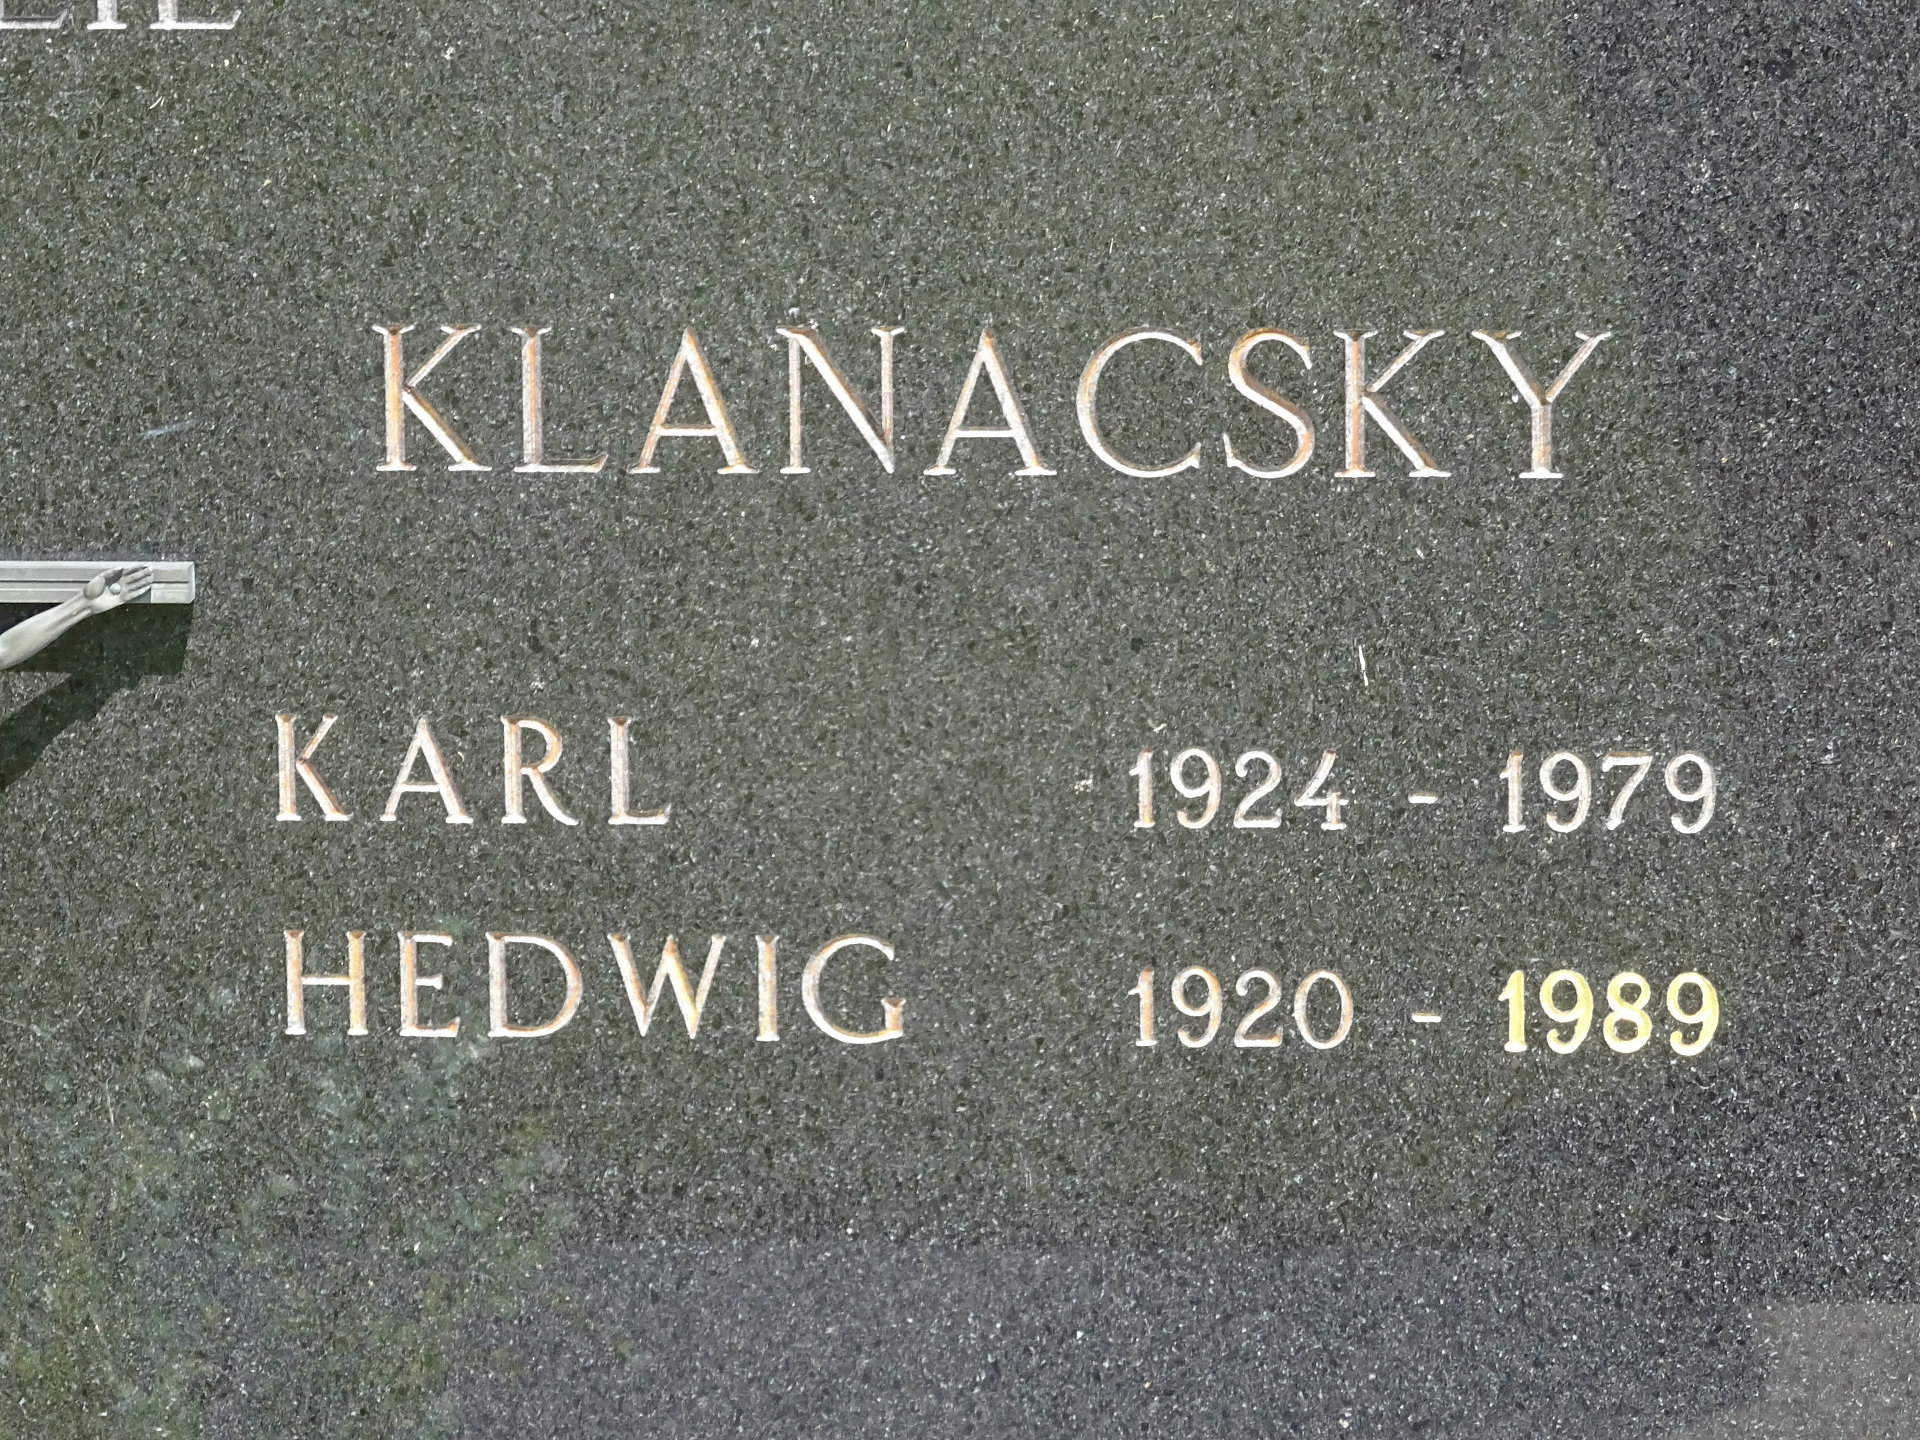 KLANACSKY
KARL 1924 - 1979
HEDWIG 1920 - 1989